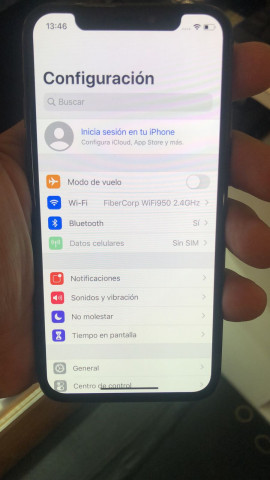 13:46
Configuración
Buscar
Inicia sesión en tu iPhone
Configura iCloud, App Store y más.
Modo de vuelo
Wi-Fi FiberCorp WiFi950 2.4GHz
Bluetooth Sí
Datos celulares Sin SIM
Notificaciones
Sonidos y vibración
No molestar
Tiempo en pantalla
General
Centro de control